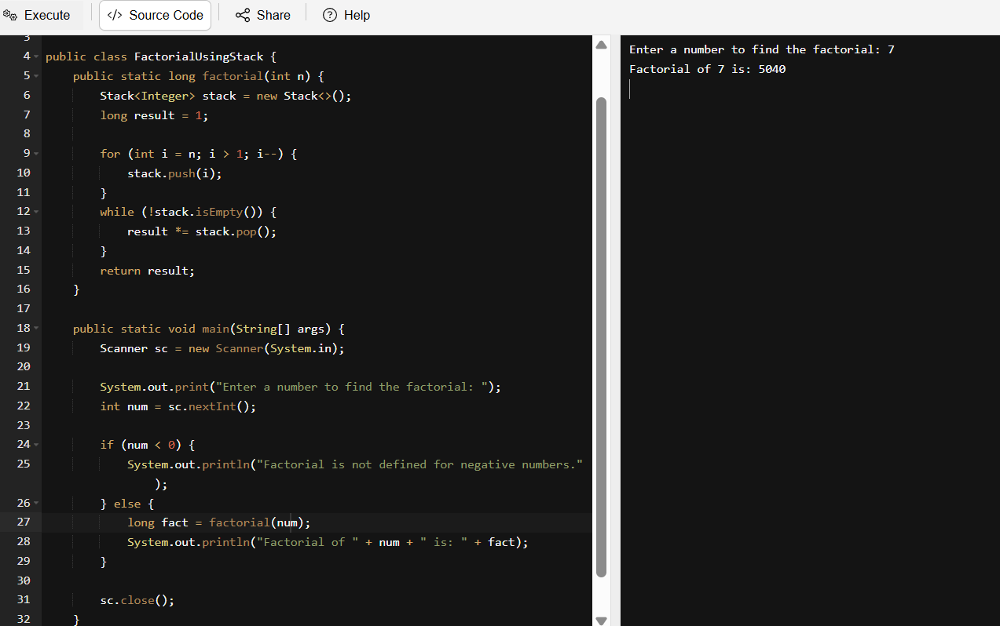 Execute
</> Source Code
Share
? Help
3
4 public class FactorialUsingStack {
5     public static long factorial(int n) {
6         Stack<Integer> stack = new Stack<>();
7         long result = 1;
8
9         for (int i = n; i > 1; i--) {
10             stack.push(i);
11         }
12         while (!stack.isEmpty()) {
13             result *= stack.pop();
14         }
15         return result;
16     }
17
18     public static void main(String[] args) {
19         Scanner sc = new Scanner(System.in);
20
21         System.out.print("Enter a number to find the factorial: ");
22         int num = sc.nextInt();
23
24         if (num < 0) {
25             System.out.println("Factorial is not defined for negative numbers."
                );
26         } else {
27             long fact = factorial(num);
28             System.out.println("Factorial of " + num + " is: " + fact);
29         }
30
31         sc.close();
32     }
Enter a number to find the factorial: 7
Factorial of 7 is: 5040